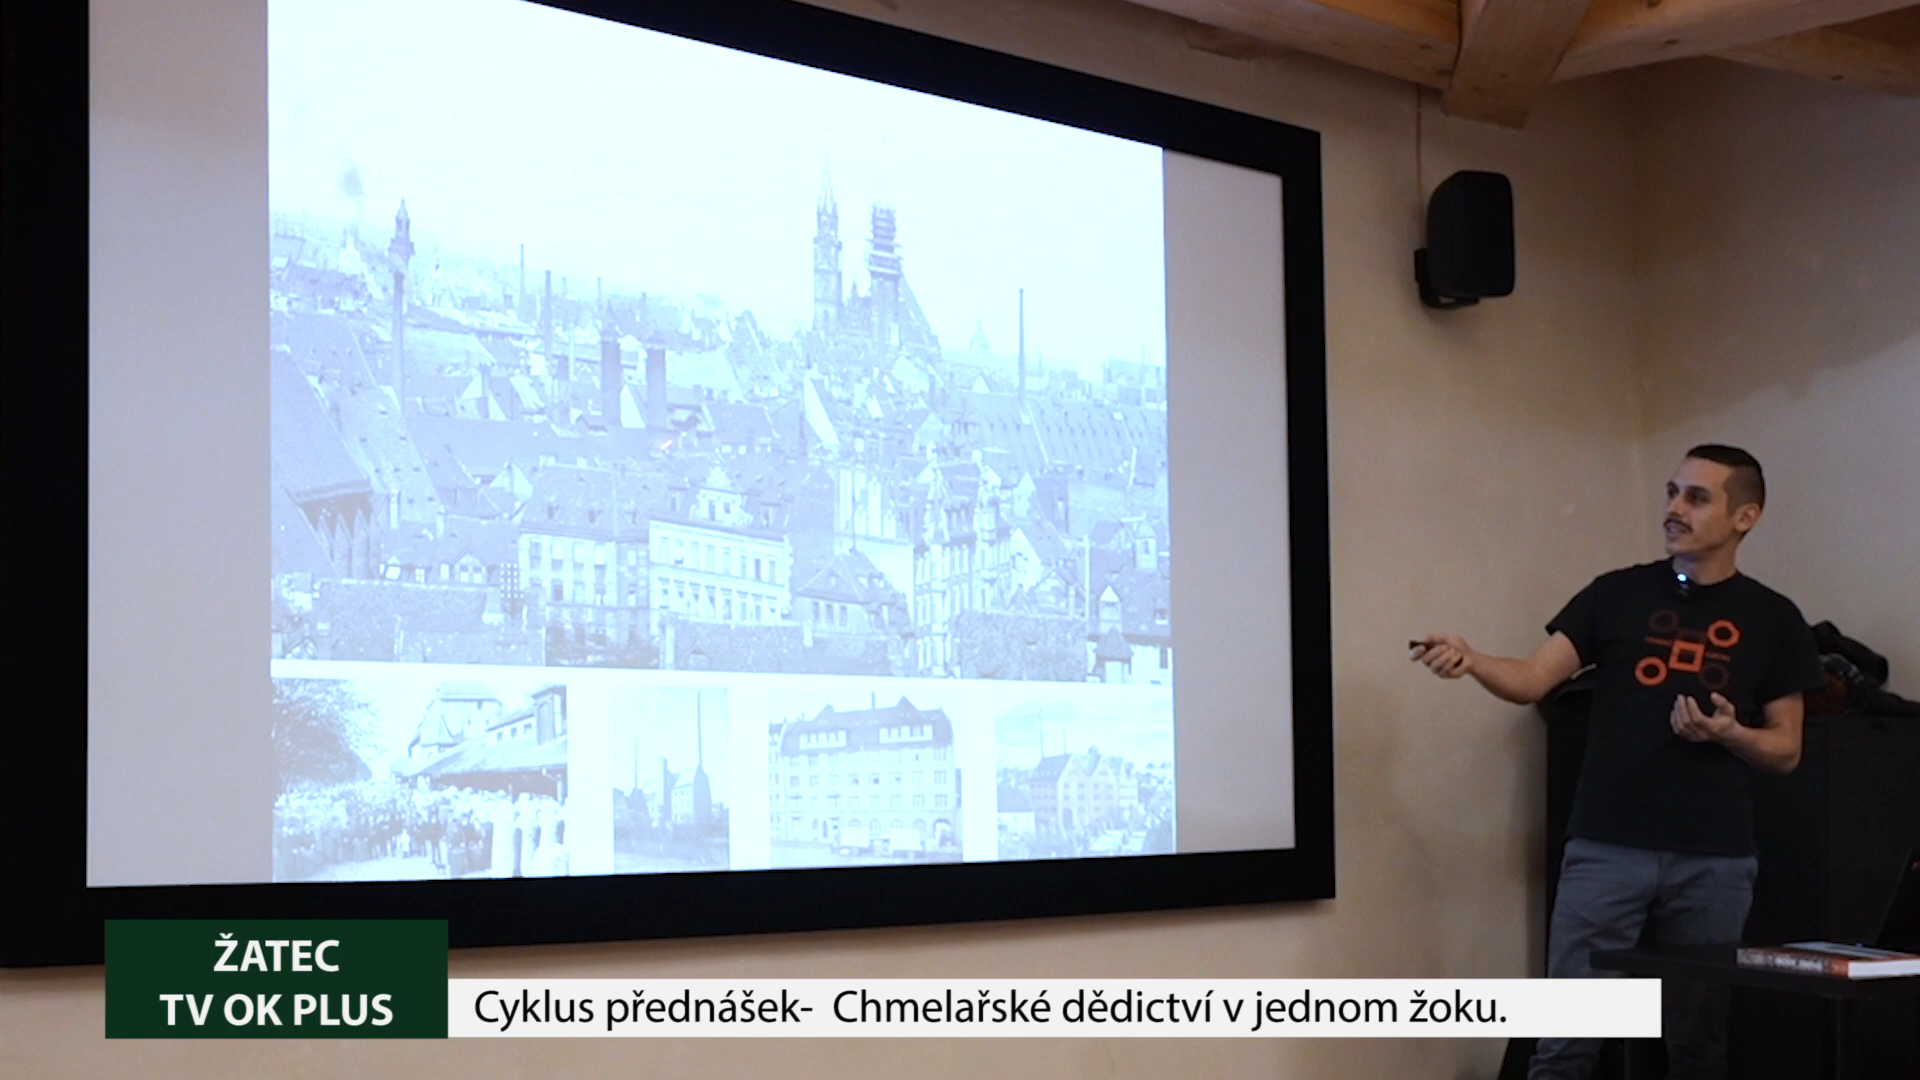 ŽATEC
TV OK PLUS
Cyklus přednášek-  Chmelařské dědictví v jednom žoku.